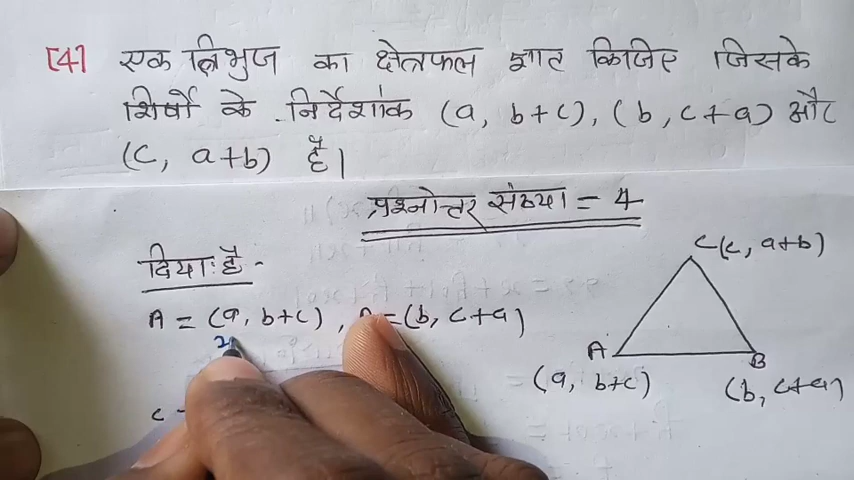 [4] एक त्रिभुज का क्षेत्रफल ज्ञात किजिए जिसके
शिर्षो के निर्देशांक (a, b+c), (b, c+a) और
(c, a+b) है।
प्रश्नोत्तर संख्या = 4
दिया है -
C(c, a+b)
A = (a, b+c), = (b, c+a)
A
B
(a, b+c)
(b, c+a)
c